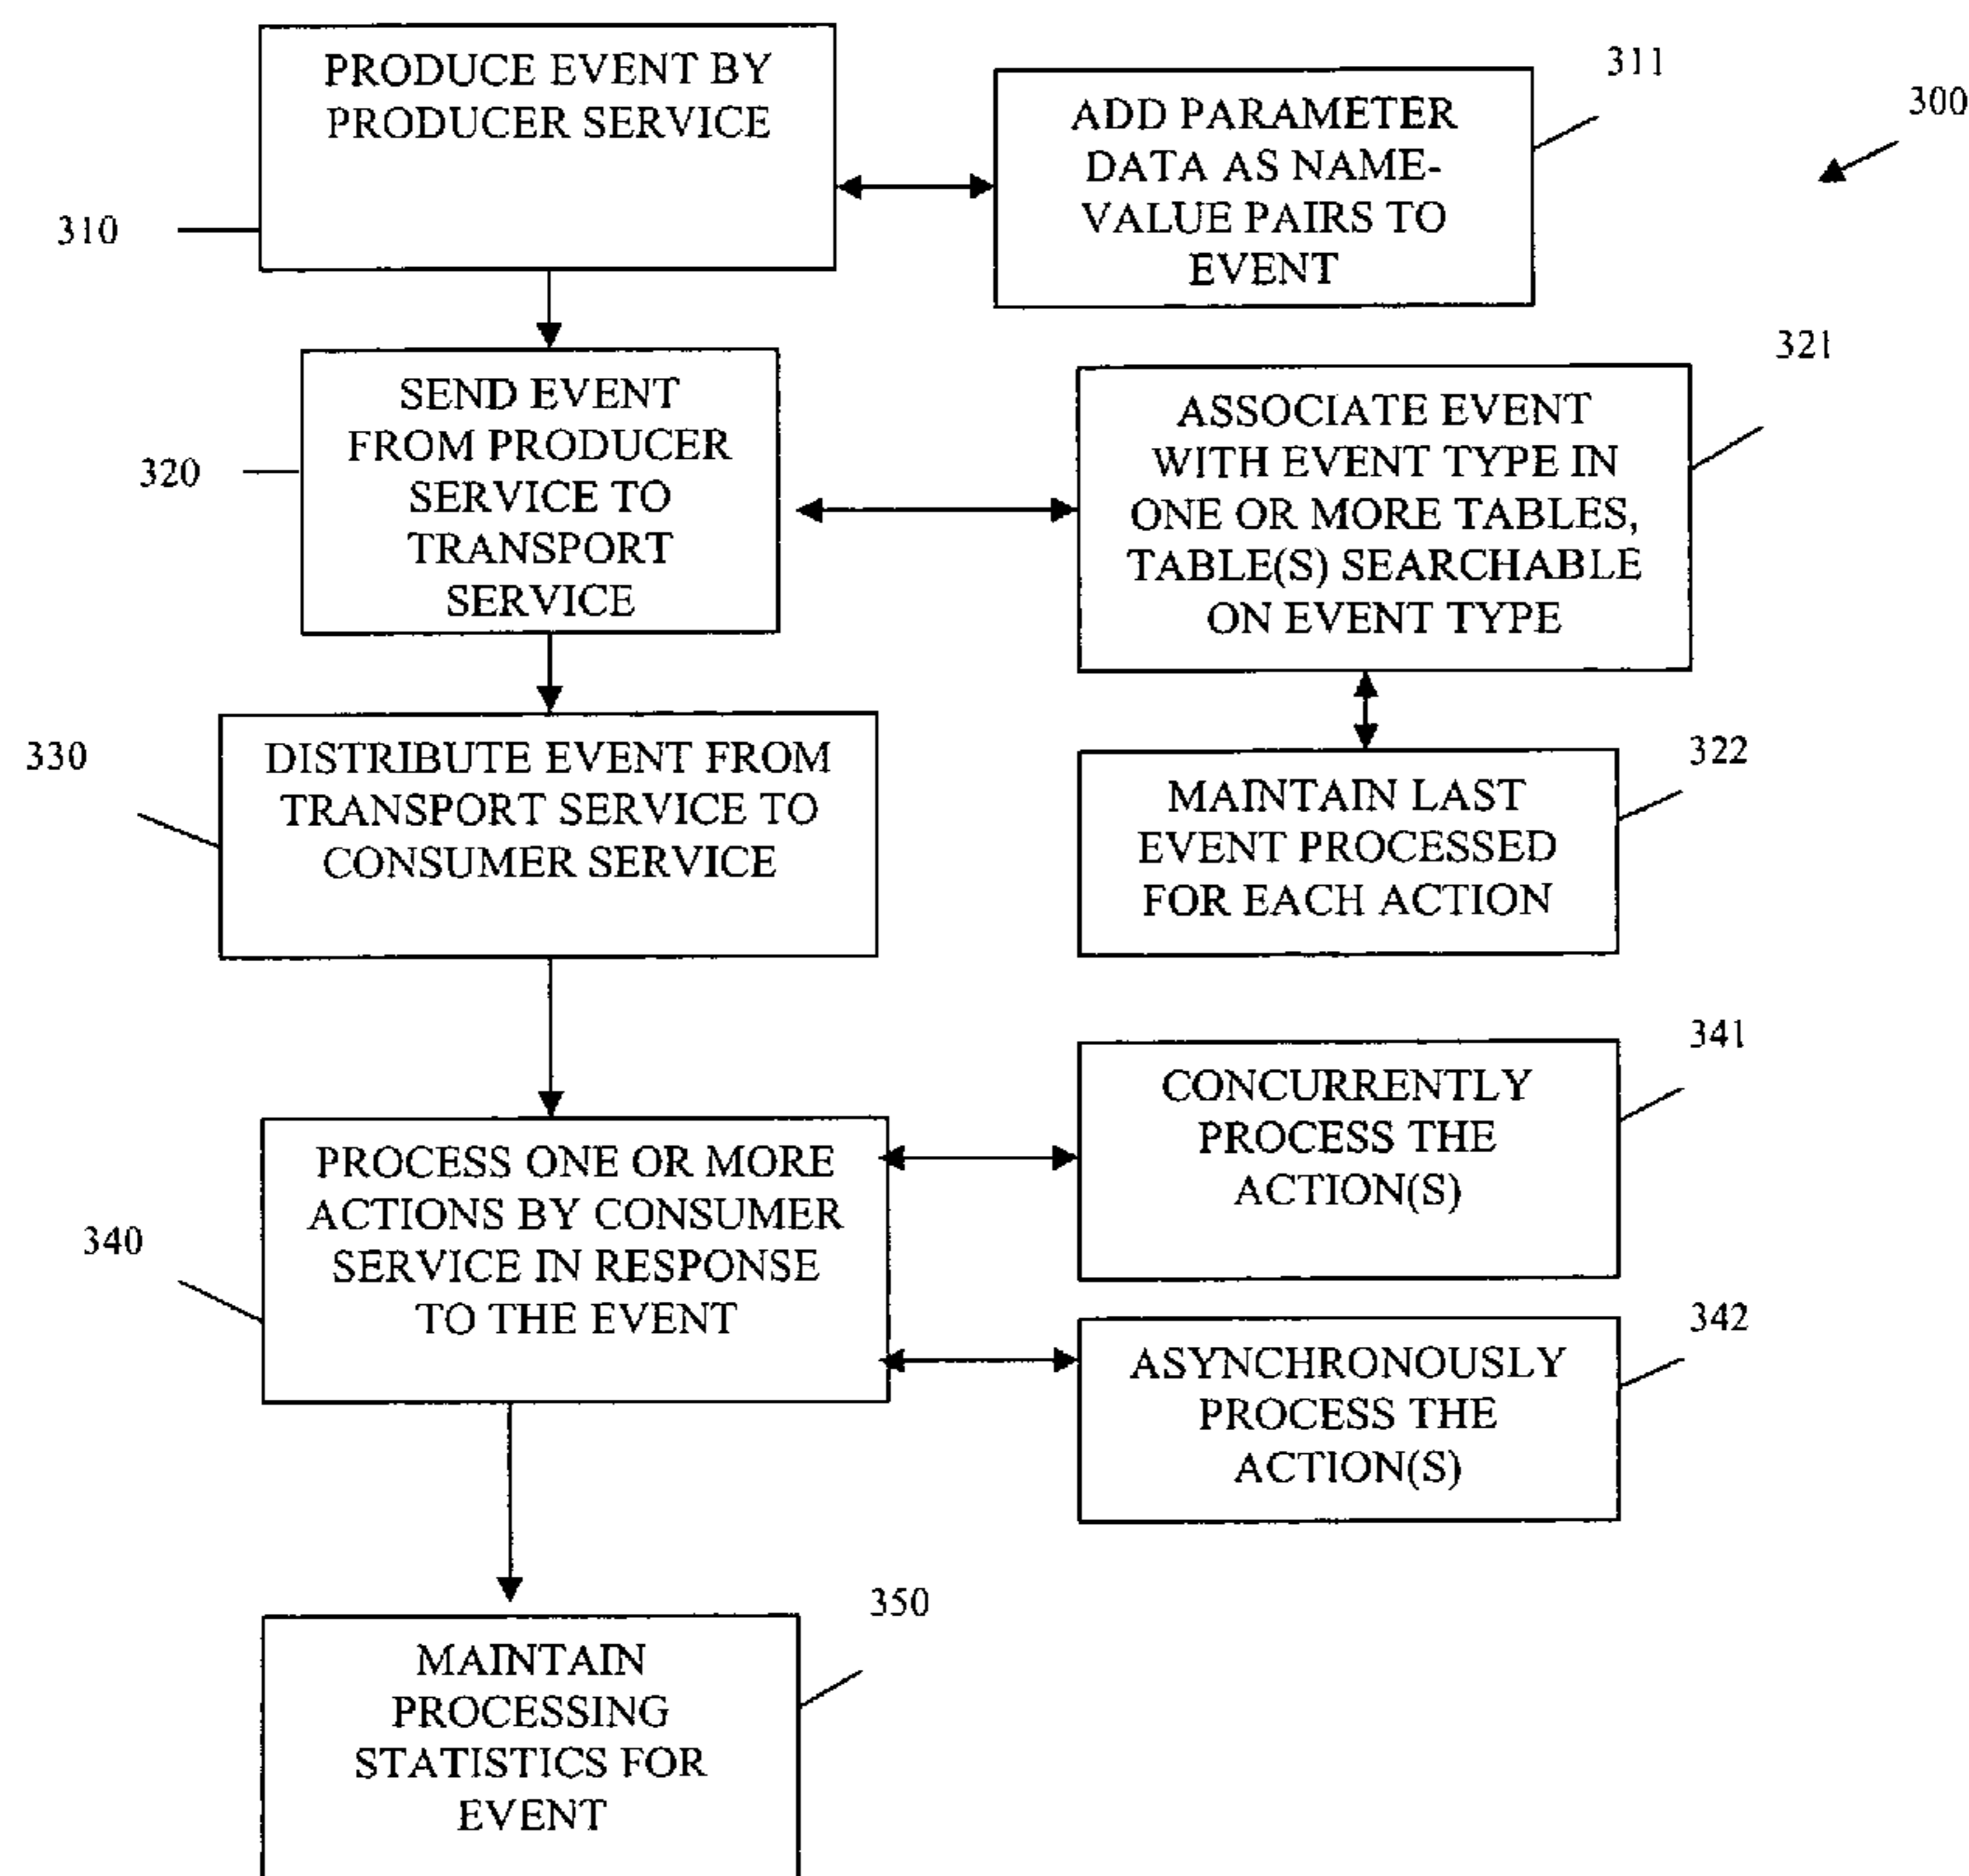 PRODUCE EVENT BY
PRODUCER SERVICE
310
ADD PARAMETER
DATA AS NAME-
VALUE PAIRS TO
EVENT
311
300
SEND EVENT
FROM PRODUCER
SERVICE TO
TRANSPORT
SERVICE
320
ASSOCIATE EVENT
WITH EVENT TYPE IN
ONE OR MORE TABLES,
TABLE(S) SEARCHABLE
ON EVENT TYPE
321
DISTRIBUTE EVENT FROM
TRANSPORT SERVICE TO
CONSUMER SERVICE
330
MAINTAIN LAST
EVENT PROCESSED
FOR EACH ACTION
322
PROCESS ONE OR MORE
ACTIONS BY CONSUMER
SERVICE IN RESPONSE
TO THE EVENT
340
CONCURRENTLY
PROCESS THE
ACTION(S)
341
ASYNCHRONOUSLY
PROCESS THE
ACTION(S)
342
MAINTAIN
PROCESSING
STATISTICS FOR
EVENT
350